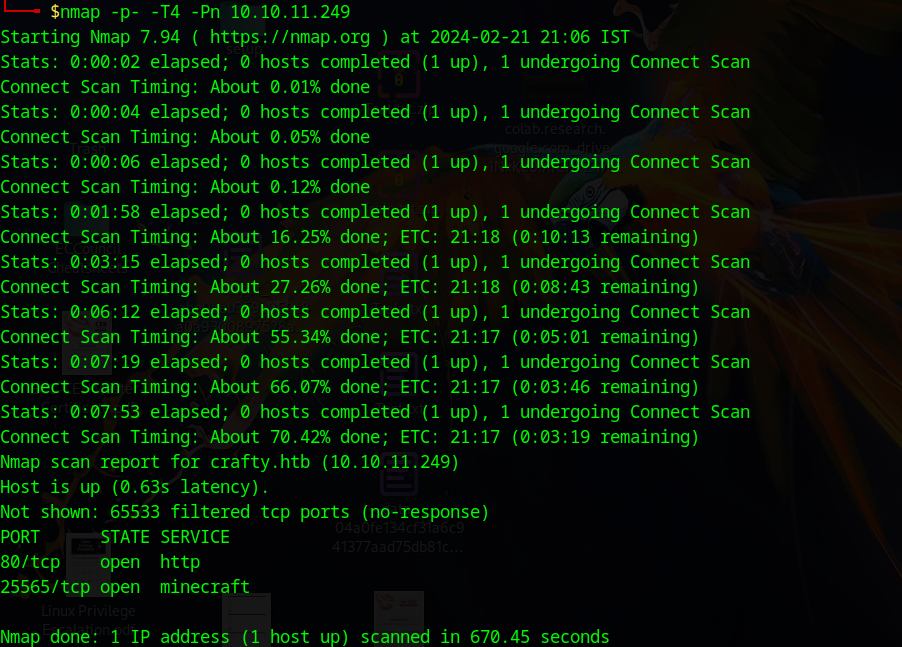 $nmap -p- -T4 -Pn 10.10.11.249
Starting Nmap 7.94 ( https://nmap.org ) at 2024-02-21 21:06 IST
Stats: 0:00:02 elapsed; 0 hosts completed (1 up), 1 undergoing Connect Scan
Connect Scan Timing: About 0.01% done
Stats: 0:00:04 elapsed; 0 hosts completed (1 up), 1 undergoing Connect Scan
Connect Scan Timing: About 0.05% done
Stats: 0:00:06 elapsed; 0 hosts completed (1 up), 1 undergoing Connect Scan
Connect Scan Timing: About 0.12% done
Stats: 0:01:58 elapsed; 0 hosts completed (1 up), 1 undergoing Connect Scan
Connect Scan Timing: About 16.25% done; ETC: 21:18 (0:10:13 remaining)
Stats: 0:03:15 elapsed; 0 hosts completed (1 up), 1 undergoing Connect Scan
Connect Scan Timing: About 27.26% done; ETC: 21:18 (0:08:43 remaining)
Stats: 0:06:12 elapsed; 0 hosts completed (1 up), 1 undergoing Connect Scan
Connect Scan Timing: About 55.34% done; ETC: 21:17 (0:05:01 remaining)
Stats: 0:07:19 elapsed; 0 hosts completed (1 up), 1 undergoing Connect Scan
Connect Scan Timing: About 66.07% done; ETC: 21:17 (0:03:46 remaining)
Stats: 0:07:53 elapsed; 0 hosts completed (1 up), 1 undergoing Connect Scan
Connect Scan Timing: About 70.42% done; ETC: 21:17 (0:03:19 remaining)
Nmap scan report for crafty.htb (10.10.11.249)
Host is up (0.63s latency).
Not shown: 65533 filtered tcp ports (no-response)
PORT      STATE SERVICE
80/tcp    open  http
25565/tcp open  minecraft
Nmap done: 1 IP address (1 host up) scanned in 670.45 seconds
Trash
colab.research.
google.com_drive
04a0fe134cf31a6c9
41377aad75db81c...
Linux Privilege
Escalation.pdf